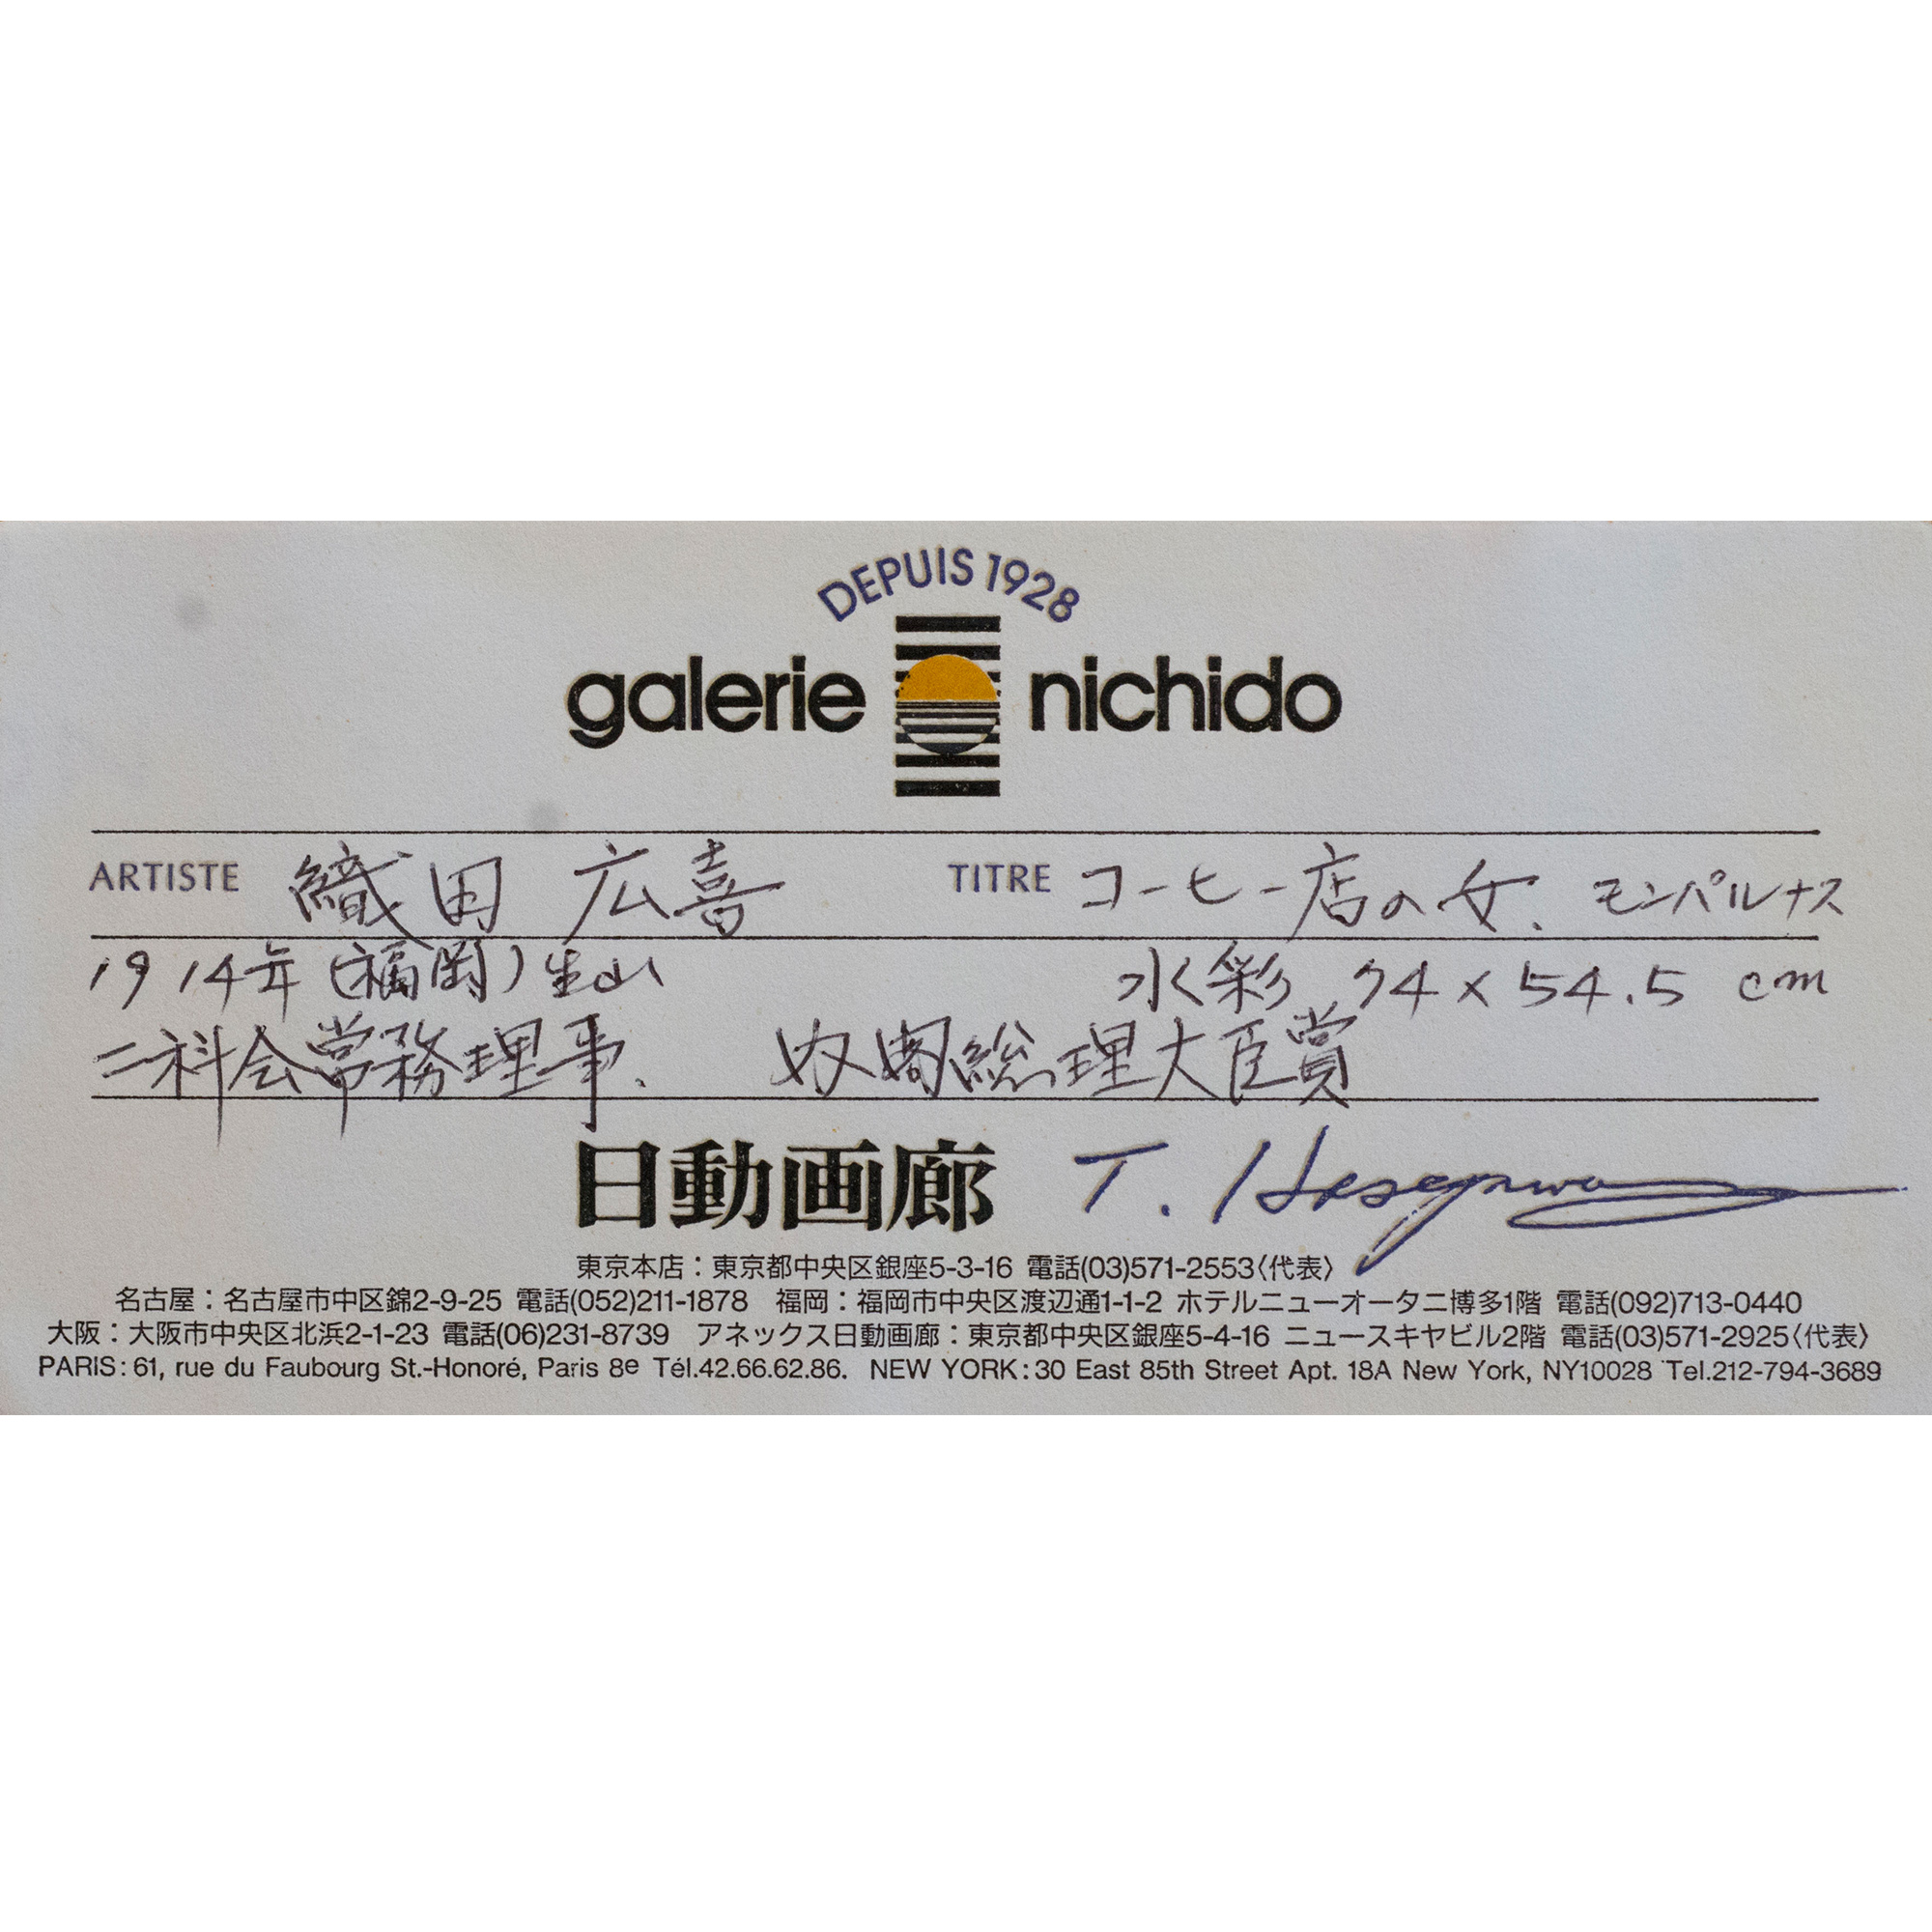 DEPUIS 1928
galerie nichido
ARTISTE 織田 広喜 TITRE コーヒー店の女. モンパルナス
1914年(福岡)生まれ 水彩 74×54.5 cm
二科会常務理事. 内閣総理大臣賞
日動画廊 T. Hasegawa
東京本店：東京都中央区銀座5-3-16 電話(03)571-2553〈代表〉
名古屋：名古屋市中区錦2-9-25 電話(052)211-1878 福岡：福岡市中央区渡辺通1-1-2 ホテルニューオータニ博多1階 電話(092)713-0440
大阪：大阪市中央区北浜2-1-23 電話(06)231-8739 アネックス日動画廊：東京都中央区銀座5-4-16 ニュースキヤビル2階 電話(03)571-2925〈代表〉
PARIS: 61, rue du Faubourg St.-Honoré, Paris 8e Tél.42.66.62.86. NEW YORK: 30 East 85th Street Apt. 18A New York, NY10028 Tel.212-794-3689